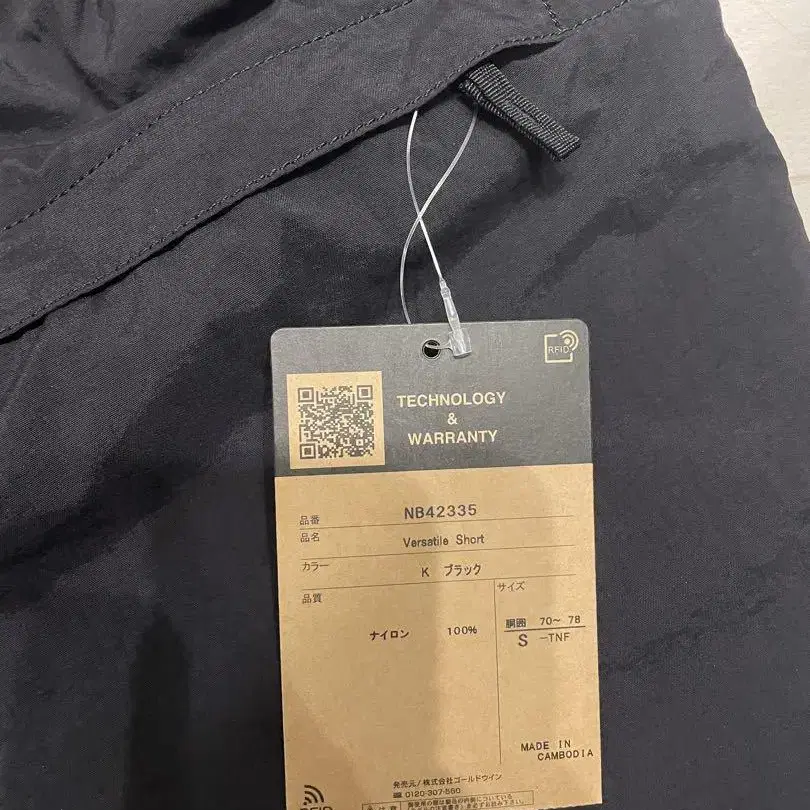 RFID
TECHNOLOGY
&
WARRANTY
品番 NB42335
品名 Versatile Short
カラー K ブラック
品質
サイズ
ナイロン 100%
胴囲 70~ 78
S -TNF
MADE IN
CAMBODIA
発売元/株式会社ゴールドウイン
0120-307-560
RFID